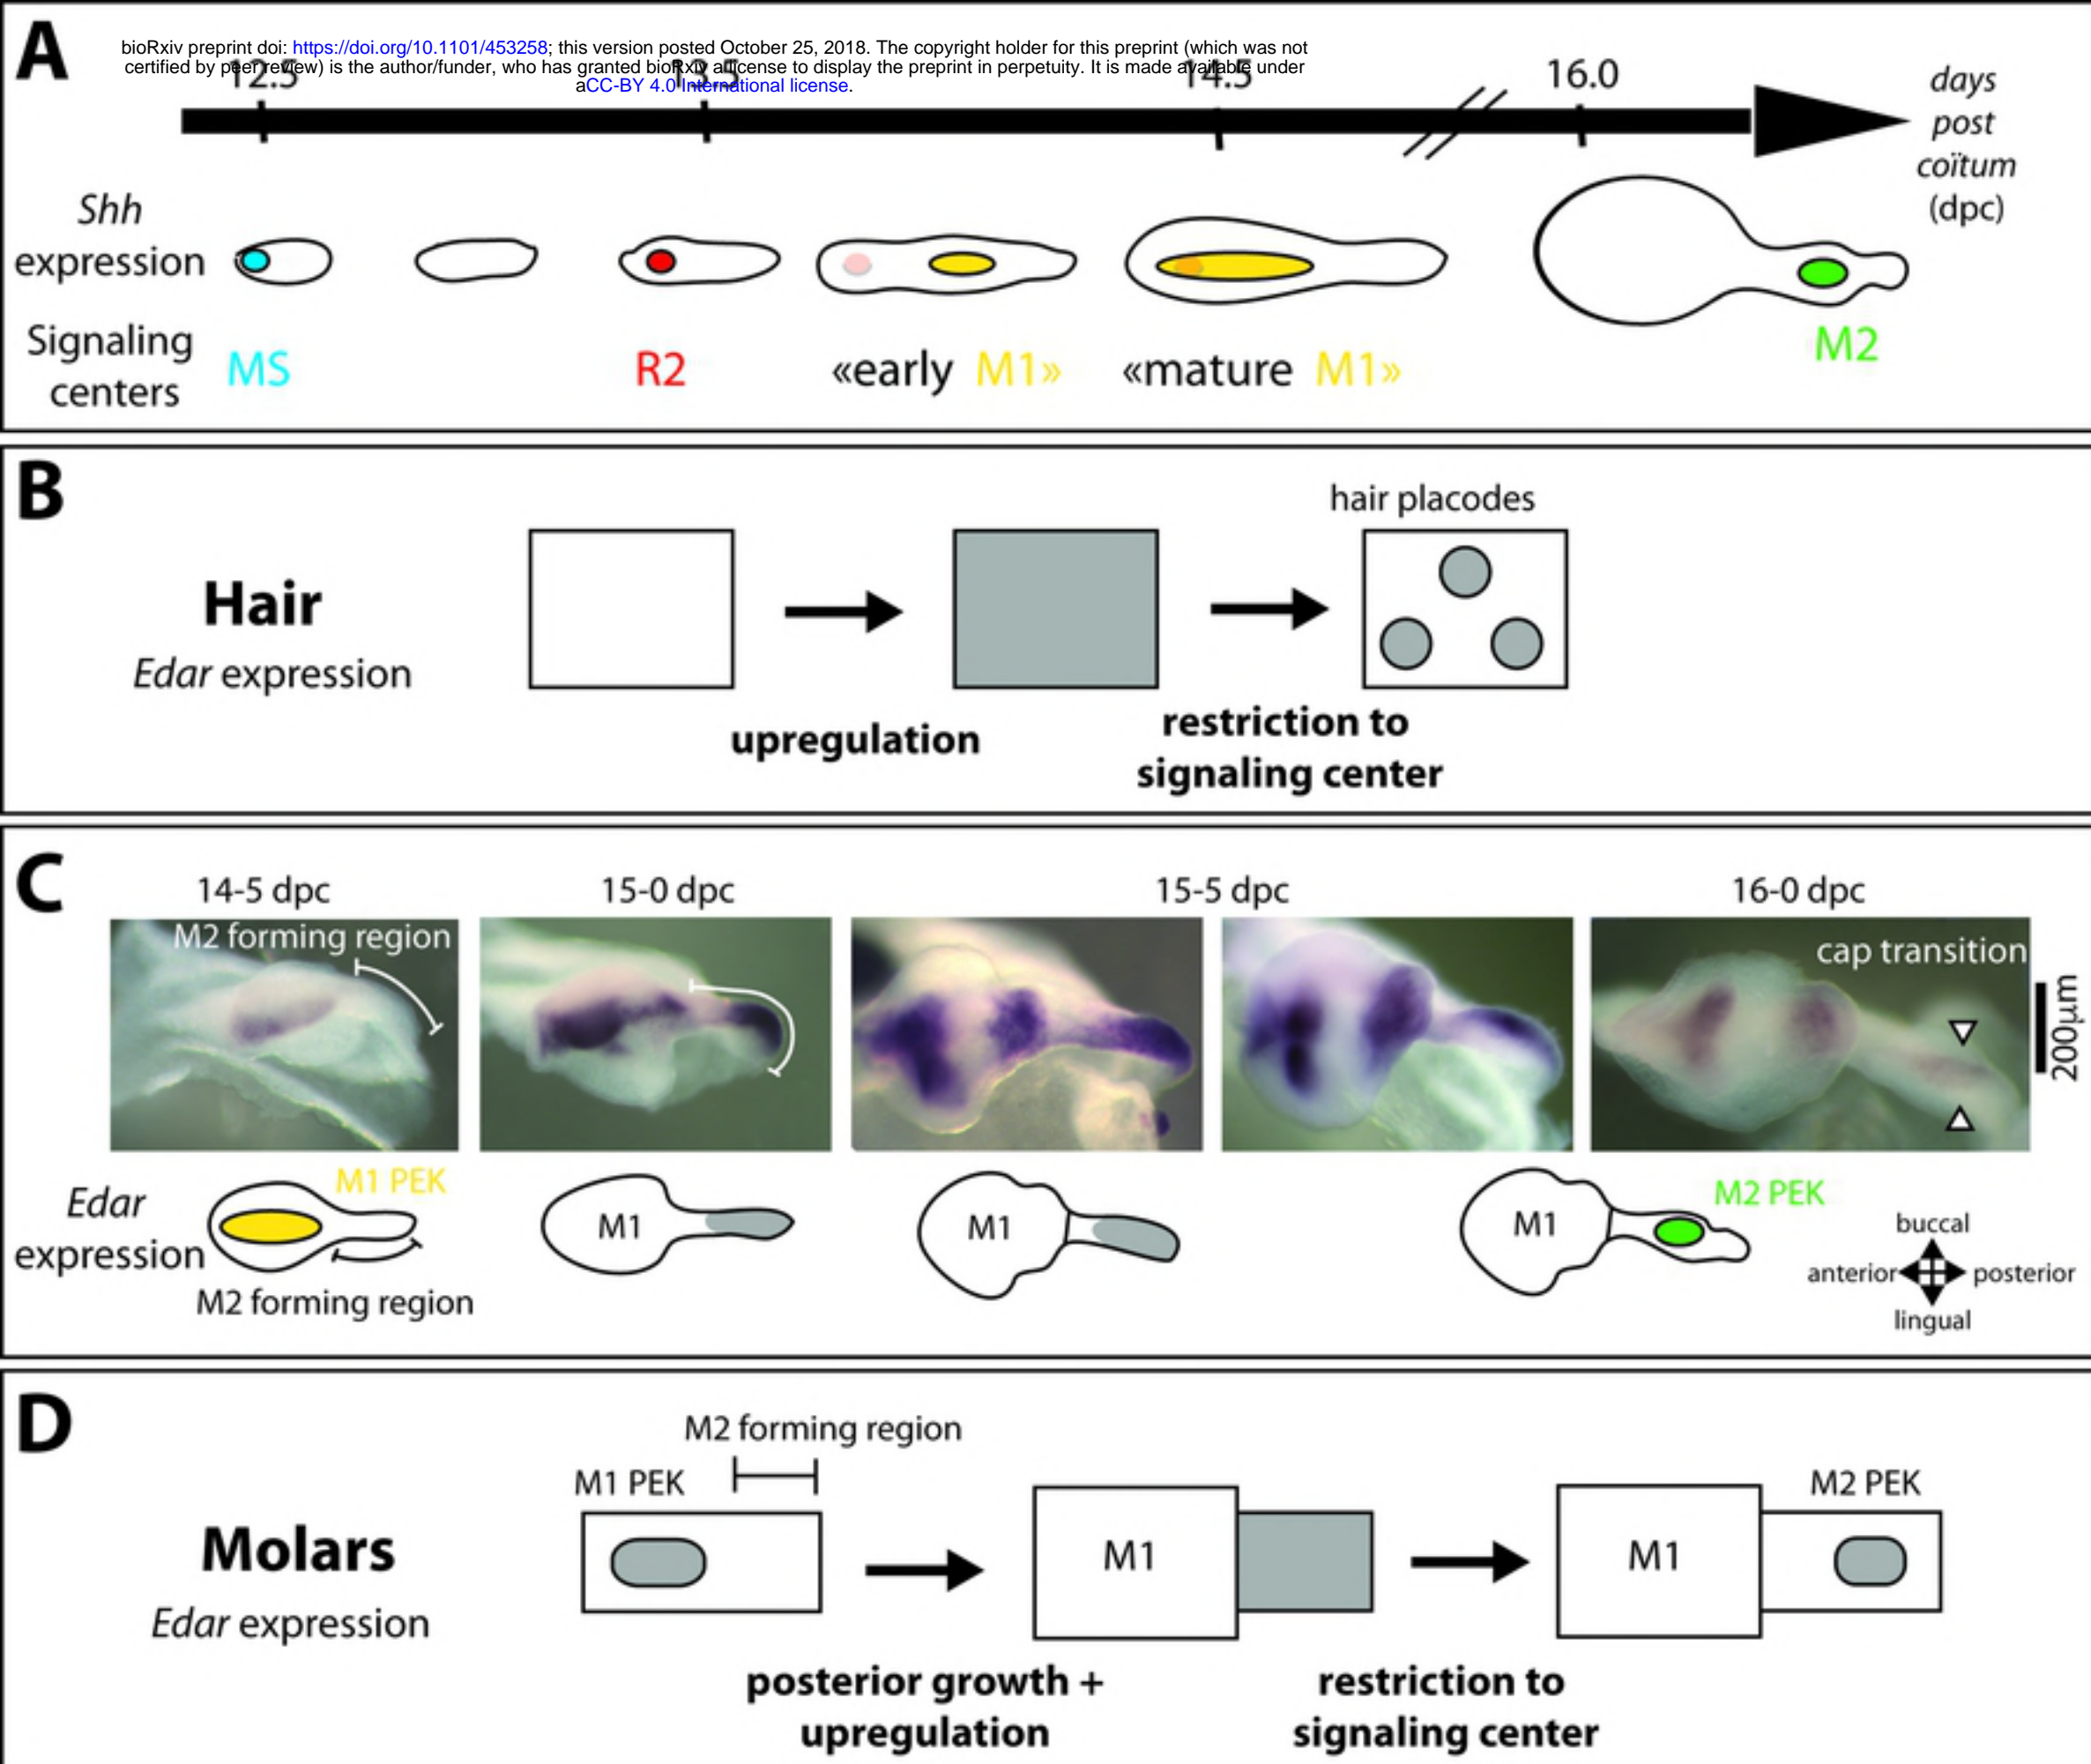 A
bioRxiv preprint doi: https://doi.org/10.1101/453258; this version posted October 25, 2018. The copyright holder for this preprint (which was not
certified by peer review) is the author/funder, who has granted bioRxiv a license to display the preprint in perpetuity. It is made available under
aCC-BY 4.0 International license.
12.5 13.5 14.5 16.0
days
post
coïtum
(dpc)
Shh
expression
Signaling
centers
MS R2 «early M1» «mature M1» M2
B
hair placodes
Hair
Edar expression
upregulation
restriction to
signaling center
C
14-5 dpc 15-0 dpc 15-5 dpc 16-0 dpc
M2 forming region
cap transition
200µm
Edar
expression
M1 PEK
M2 forming region
M1
M1
M1
M2 PEK
buccal
anterior posterior
lingual
D
M2 forming region
M1 PEK
M2 PEK
Molars
Edar expression
M1
M1
posterior growth +
upregulation
restriction to
signaling center